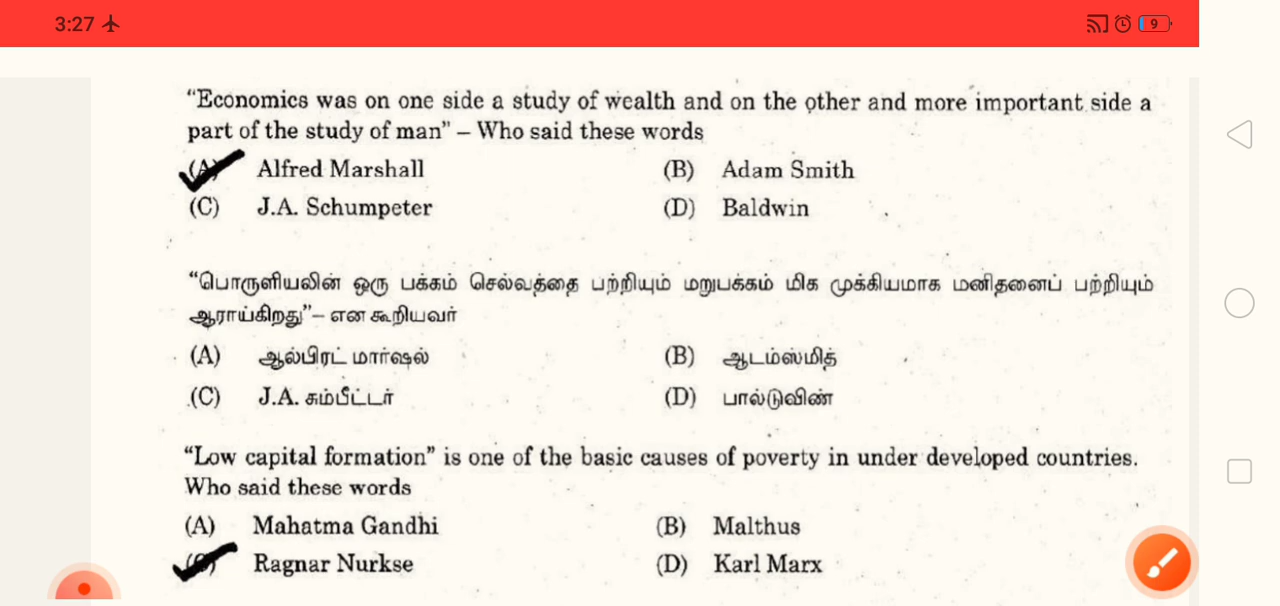 3:27
9
“Economics was on one side a study of wealth and on the other and more important side a
part of the study of man” – Who said these words
(A) Alfred Marshall (B) Adam Smith
(C) J.A. Schumpeter (D) Baldwin
“பொருளியலின் ஒரு பக்கம் செல்வத்தை பற்றியும் மறுபக்கம் மிக முக்கியமாக மனிதனைப் பற்றியும்
ஆராய்கிறது”– என கூறியவர்
(A) ஆல்பிரட் மார்ஷல் (B) ஆடம்ஸ்மித்
(C) J.A. சும்பீட்டர் (D) பால்டுவிண்
“Low capital formation” is one of the basic causes of poverty in under developed countries.
Who said these words
(A) Mahatma Gandhi (B) Malthus
Ragnar Nurkse (D) Karl Marx